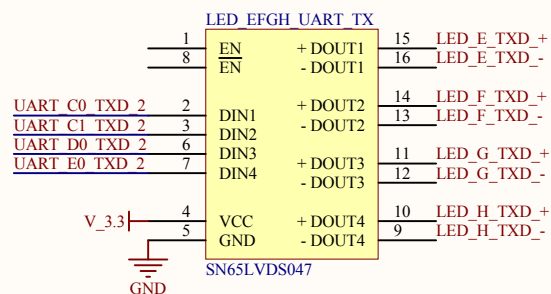 LED_EFGH_UART_TX
1 EN + DOUT1 15 LED_E_TXD_+
8 EN - DOUT1 16 LED_E_TXD_-
UART_C0_TXD_2 2 DIN1 + DOUT2 14 LED_F_TXD_+
UART_C1_TXD_2 3 DIN2 - DOUT2 13 LED_F_TXD_-
UART_D0_TXD_2 6 DIN3 + DOUT3 11 LED_G_TXD_+
UART_E0_TXD_2 7 DIN4 - DOUT3 12 LED_G_TXD_-
V_3.3 4 VCC + DOUT4 10 LED_H_TXD_+
5 GND - DOUT4 9 LED_H_TXD_-
SN65LVDS047
GND